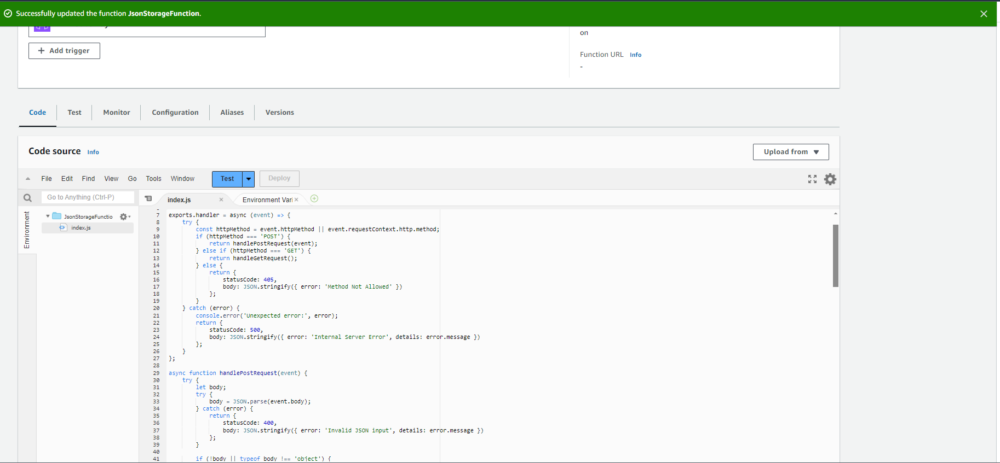 Successfully updated the function JsonStorageFunction.
on
Add trigger
Function URL Info
-
Code Test Monitor Configuration Aliases Versions
Code source Info
Upload from
File Edit Find View Go Tools Window Test Deploy
Go to Anything (Ctrl-P)
index.js × Environment Vari ×
Environment
JsonStorageFunctio
index.js
7 exports.handler = async (event) => {
8 try {
9 const httpMethod = event.httpMethod || event.requestContext.http.method;
10 if (httpMethod === 'POST') {
11 return handlePostRequest(event);
12 } else if (httpMethod === 'GET') {
13 return handleGetRequest();
14 } else {
15 return {
16 statusCode: 405,
17 body: JSON.stringify({ error: 'Method Not Allowed' })
18 };
19 }
20 } catch (error) {
21 console.error('Unexpected error:', error);
22 return {
23 statusCode: 500,
24 body: JSON.stringify({ error: 'Internal Server Error', details: error.message })
25 };
26 }
27 };
28
29 async function handlePostRequest(event) {
30 try {
31 let body;
32 try {
33 body = JSON.parse(event.body);
34 } catch (error) {
35 return {
36 statusCode: 400,
37 body: JSON.stringify({ error: 'Invalid JSON input', details: error.message })
38 };
39 }
40
41 if (!body || typeof body !== 'object') {